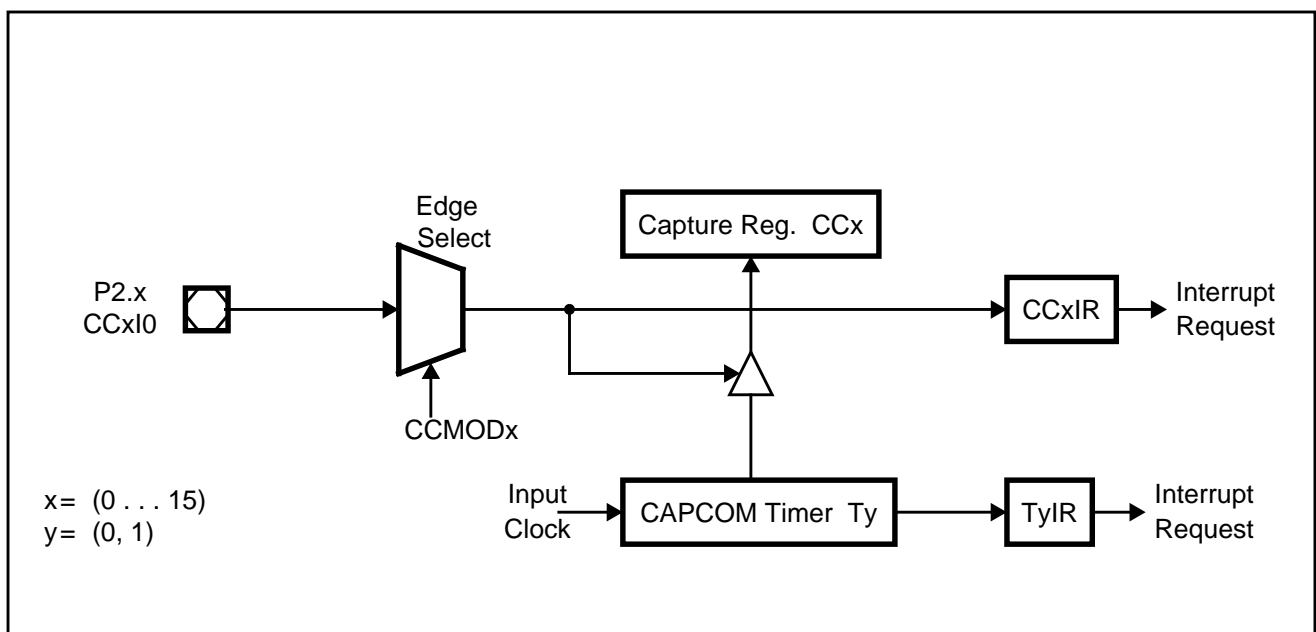 Edge
Select
Capture Reg. CCx
P2.x
CCxI0
CCxIR
Interrupt
Request
CCMODx
x= (0 . . . 15)
y= (0, 1)
Input
Clock
CAPCOM Timer Ty
TyIR
Interrupt
Request